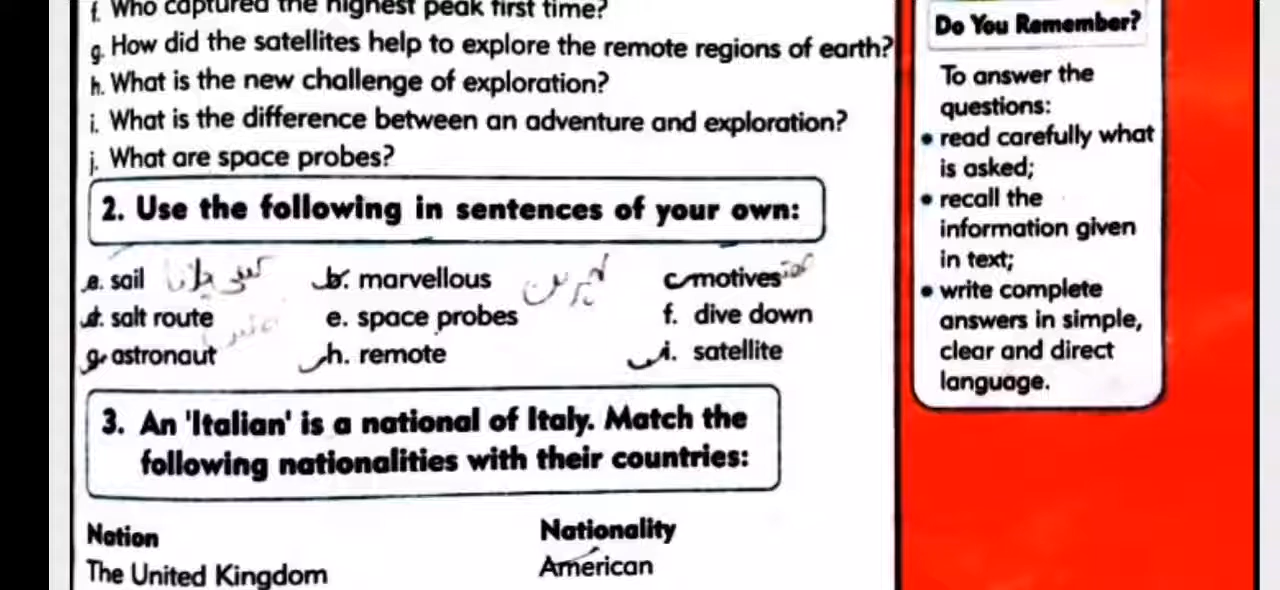 f. Who captured the highest peak first time?
g. How did the satellites help to explore the remote regions of earth?
h. What is the new challenge of exploration?
i. What is the difference between an adventure and exploration?
j. What are space probes?
2. Use the following in sentences of your own:
a. sail b. marvellous c. motives
d. salt route e. space probes f. dive down
g. astronaut h. remote i. satellite
3. An 'Italian' is a national of Italy. Match the
following nationalities with their countries:
Nation Nationality
The United Kingdom American
Do You Remember?
To answer the
questions:
• read carefully what
is asked;
• recall the
information given
in text;
• write complete
answers in simple,
clear and direct
language.